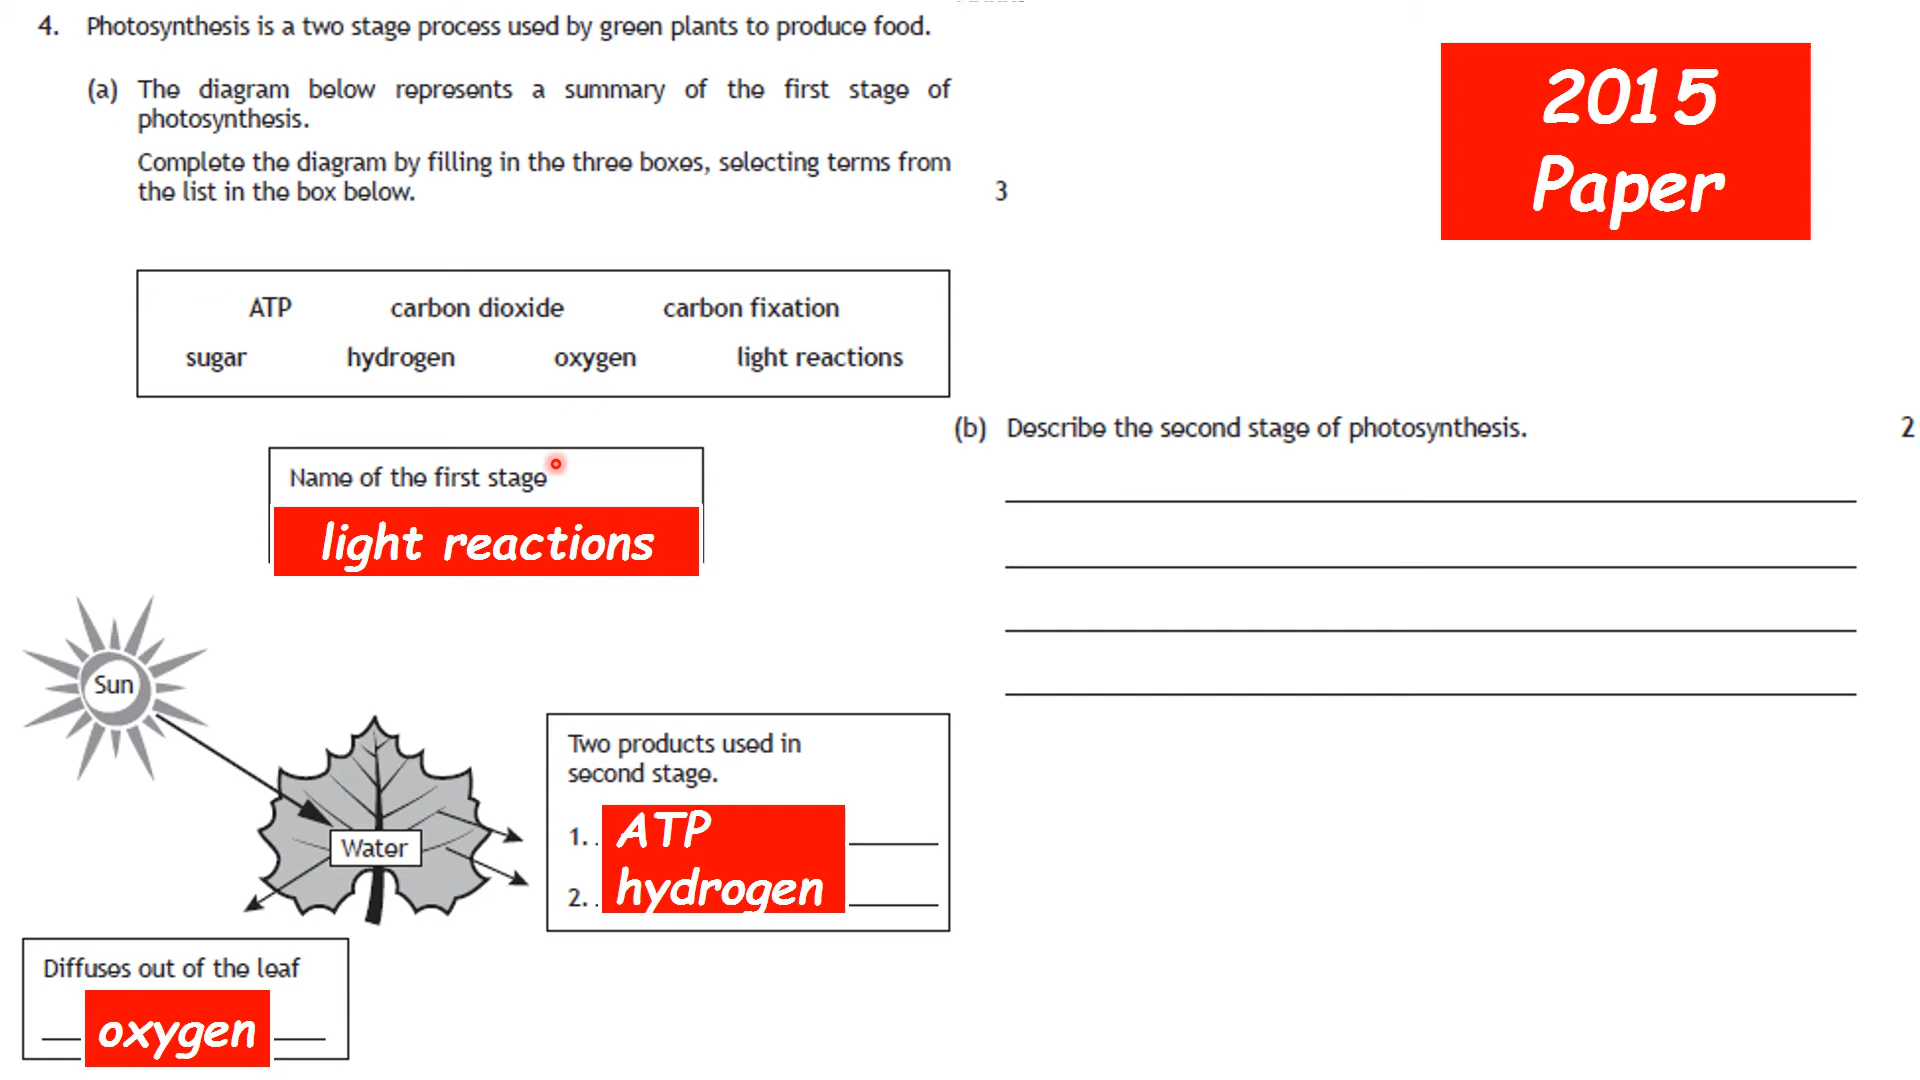 4. Photosynthesis is a two stage process used by green plants to produce food.
(a) The diagram below represents a summary of the first stage of
photosynthesis.
Complete the diagram by filling in the three boxes, selecting terms from
the list in the box below.
3
2015
Paper
ATP carbon dioxide carbon fixation
sugar hydrogen oxygen light reactions
Name of the first stage
light reactions
Sun
Water
Two products used in
second stage.
1. ATP
2. hydrogen
Diffuses out of the leaf
oxygen
(b) Describe the second stage of photosynthesis. 2